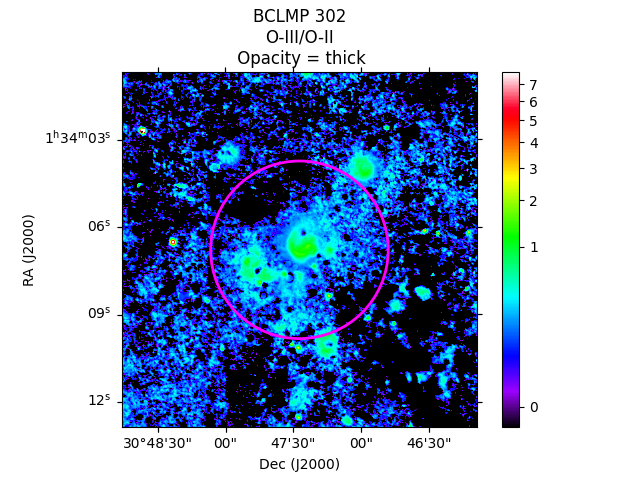 BCLMP 302
O-III/O-II
Opacity = thick
RA (J2000)
1ʰ34ᵐ03ˢ
06ˢ
09ˢ
12ˢ
30°48'30"
00"
47'30"
00"
46'30"
Dec (J2000)
7
6
5
4
3
2
1
0